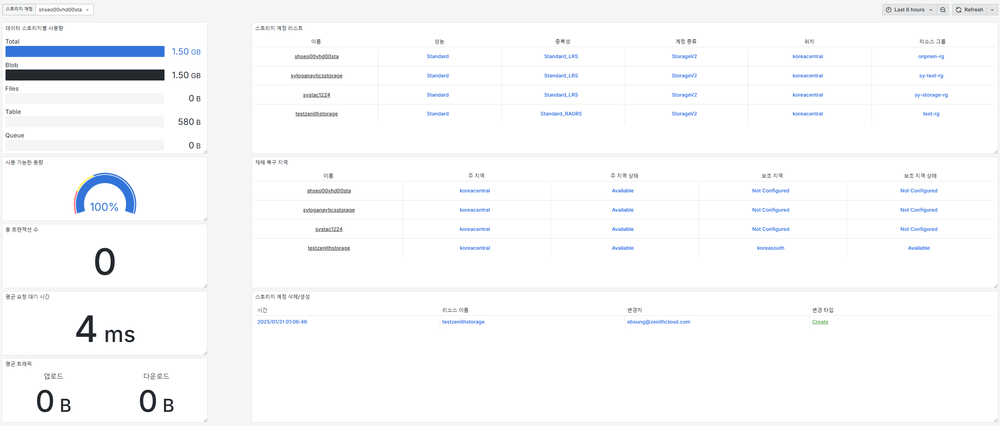 스토리지 계정 shseo00vhd00sta Last 6 hours Refresh
데이터 스토리지별 사용량
Total
1.50 GB
Blob
1.50 GB
Files
0 B
Table
580 B
Queue
0 B
사용 가능한 용량
100%
총 트랜잭션 수
0
평균 요청 대기 시간
4 ms
평균 트래픽
업로드 다운로드
0 B 0 B
스토리지 계정 리스트
이름 성능 중복성 계정 종류 위치 리소스 그룹
shseo00vhd00sta Standard Standard_LRS StorageV2 koreacentral onprem-rg
syloganayticsstorage Standard Standard_LRS StorageV2 koreacentral sy-test-rg
systac1224 Standard Standard_LRS StorageV2 koreacentral sy-storage-rg
testzenithstorage Standard Standard_RAGRS StorageV2 koreacentral test-rg
재해 복구 지역
이름 주 지역 주 지역 상태 보조 지역 보조 지역 상태
shseo00vhd00sta koreacentral Available Not Configured Not Configured
syloganayticsstorage koreacentral Available Not Configured Not Configured
systac1224 koreacentral Available Not Configured Not Configured
testzenithstorage koreacentral Available koreasouth Available
스토리지 계정 삭제/생성
시간 리소스 이름 변경자 변경 타입
2025/01/31 01:06:46 testzenithstorage ebsung@zenithcloud.com Create